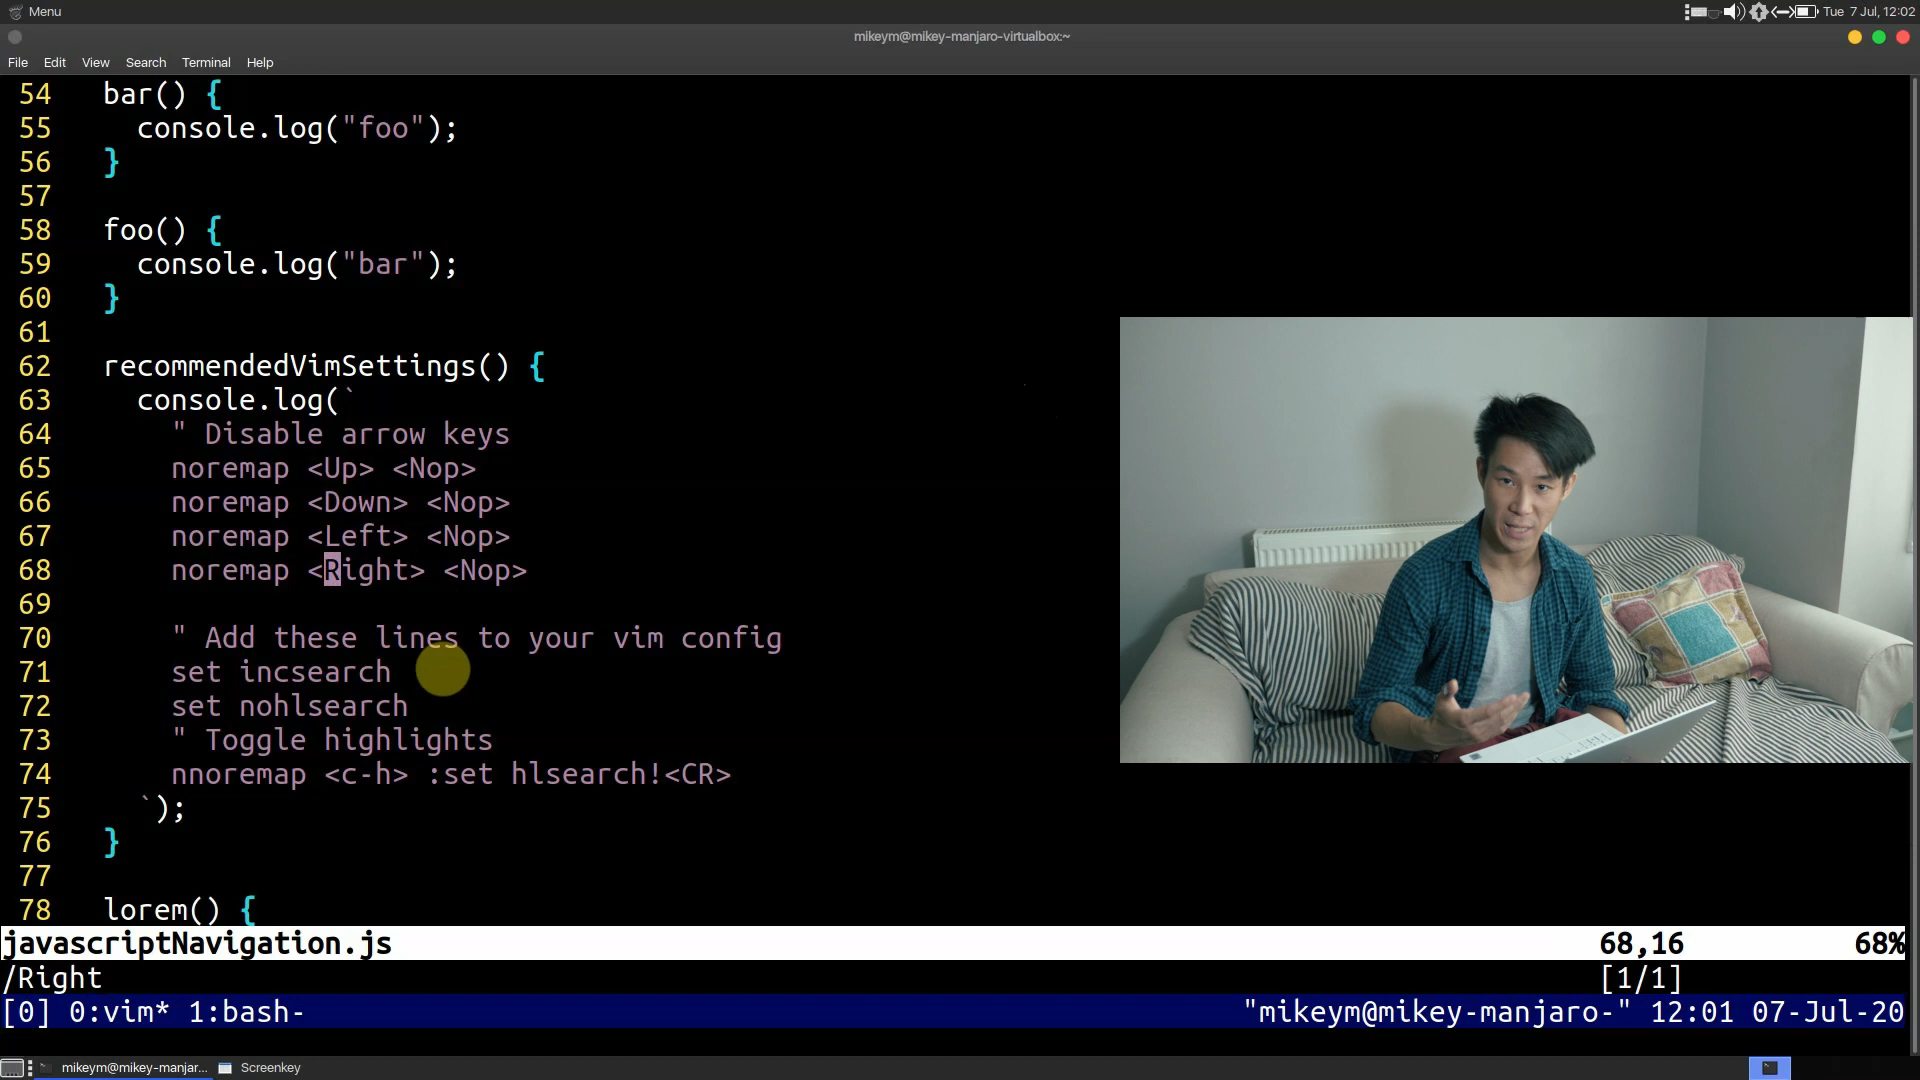 Menu
Tue 7 Jul, 12:02
mikeym@mikey-manjaro-virtualbox:~
File Edit View Search Terminal Help
54 bar() {
55 console.log("foo");
56 }
57
58 foo() {
59 console.log("bar");
60 }
61
62 recommendedVimSettings() {
63 console.log(`
64 " Disable arrow keys
65 noremap <Up> <Nop>
66 noremap <Down> <Nop>
67 noremap <Left> <Nop>
68 noremap <Right> <Nop>
69
70 " Add these lines to your vim config
71 set incsearch
72 set nohlsearch
73 " Toggle highlights
74 nnoremap <c-h> :set hlsearch!<CR>
75 `);
76 }
77
78 lorem() {
javascriptNavigation.js 68,16 68%
/Right [1/1]
[0] 0:vim* 1:bash- "mikeym@mikey-manjaro-" 12:01 07-Jul-20
mikeym@mikey-manjar... Screenkey